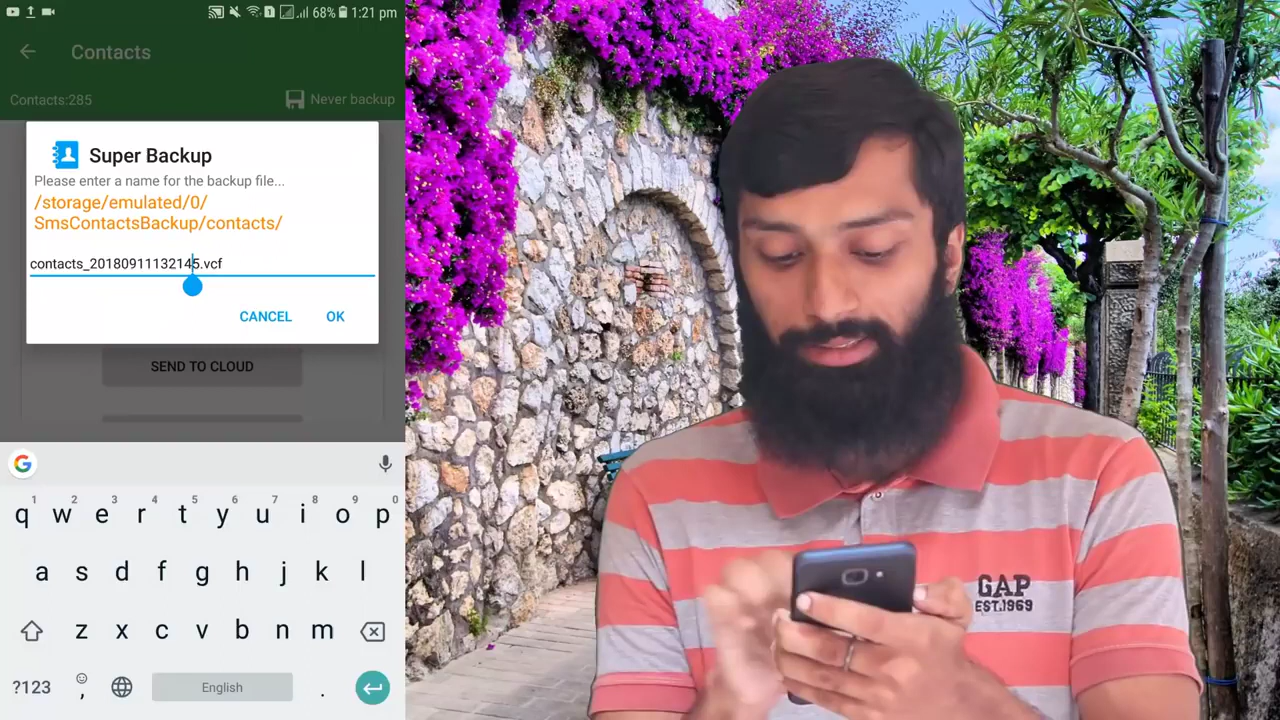 68% 1:21 pm
Contacts
Contacts:285
Never backup
Super Backup
Please enter a name for the backup file...
/storage/emulated/0/
SmsContactsBackup/contacts/
contacts_20180911132145.vcf
CANCEL OK
SEND TO CLOUD
1 2 3 4 5 6 7 8 9 0
q w e r t y u i o p
a s d f g h j k l
z x c v b n m
?123 , English .
GAP
EST.1969